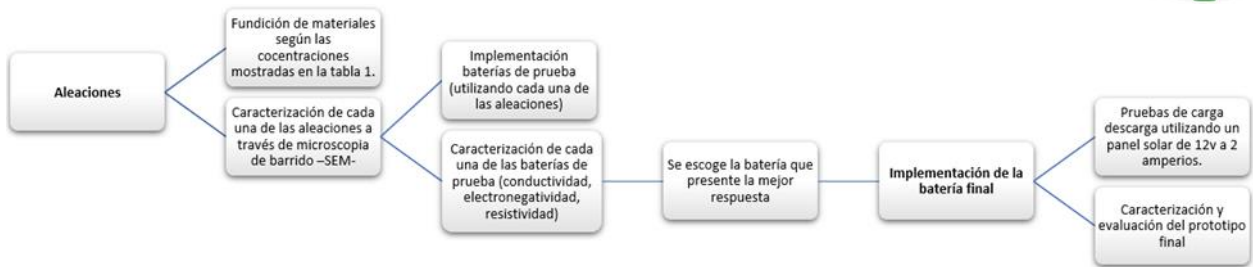 Aleaciones
Fundición de materiales
según las
cocentraciones
mostradas en la tabla 1.
Caracterización de cada
una de las aleaciones a
través de microscopia
de barrido –SEM-
Implementación
baterías de prueba
(utilizando cada una de
las aleaciones)
Caracterización de cada
una de las baterías de
prueba (conductividad,
electronegatividad,
resistividad)
Se escoge la batería que
presente la mejor
respuesta
Implementación de la
batería final
Pruebas de carga
descarga utilizando un
panel solar de 12v a 2
amperios.
Caracterización y
evaluación del prototipo
final